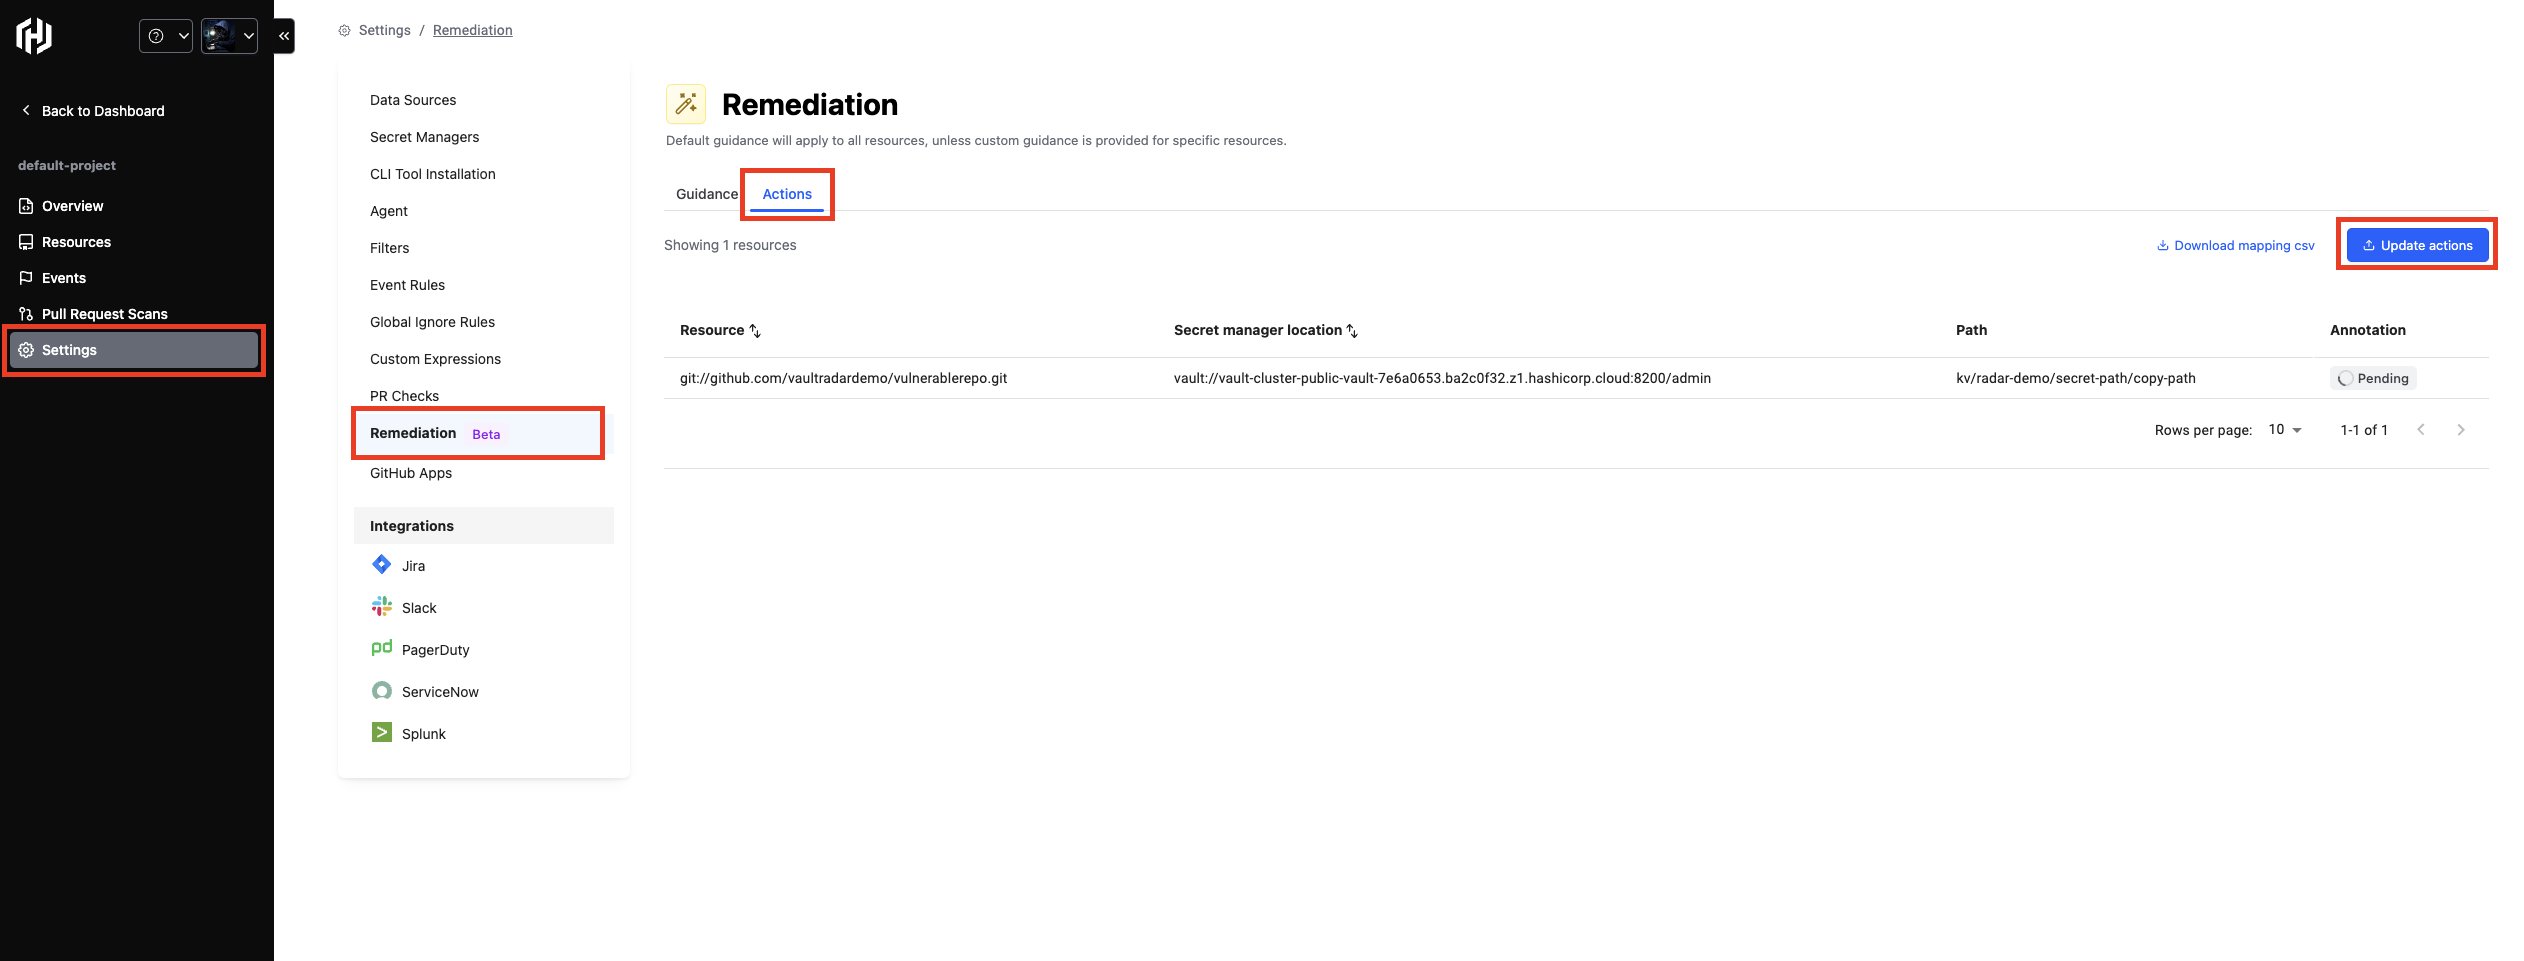 Back to Dashboard
default-project
Overview
Resources
Events
Pull Request Scans
Settings
Settings / Remediation
Data Sources
Secret Managers
CLI Tool Installation
Agent
Filters
Event Rules
Global Ignore Rules
Custom Expressions
PR Checks
Remediation Beta
GitHub Apps
Integrations
Jira
Slack
PagerDuty
ServiceNow
Splunk
Remediation
Default guidance will apply to all resources, unless custom guidance is provided for specific resources.
Guidance Actions
Showing 1 resources Download mapping csv Update actions
Resource Secret manager location Path Annotation
git://github.com/vaultradardemo/vulnerablerepo.git vault://vault-cluster-public-vault-7e6a0653.ba2c0f32.z1.hashicorp.cloud:8200/admin kv/radar-demo/secret-path/copy-path Pending
Rows per page: 10 1-1 of 1